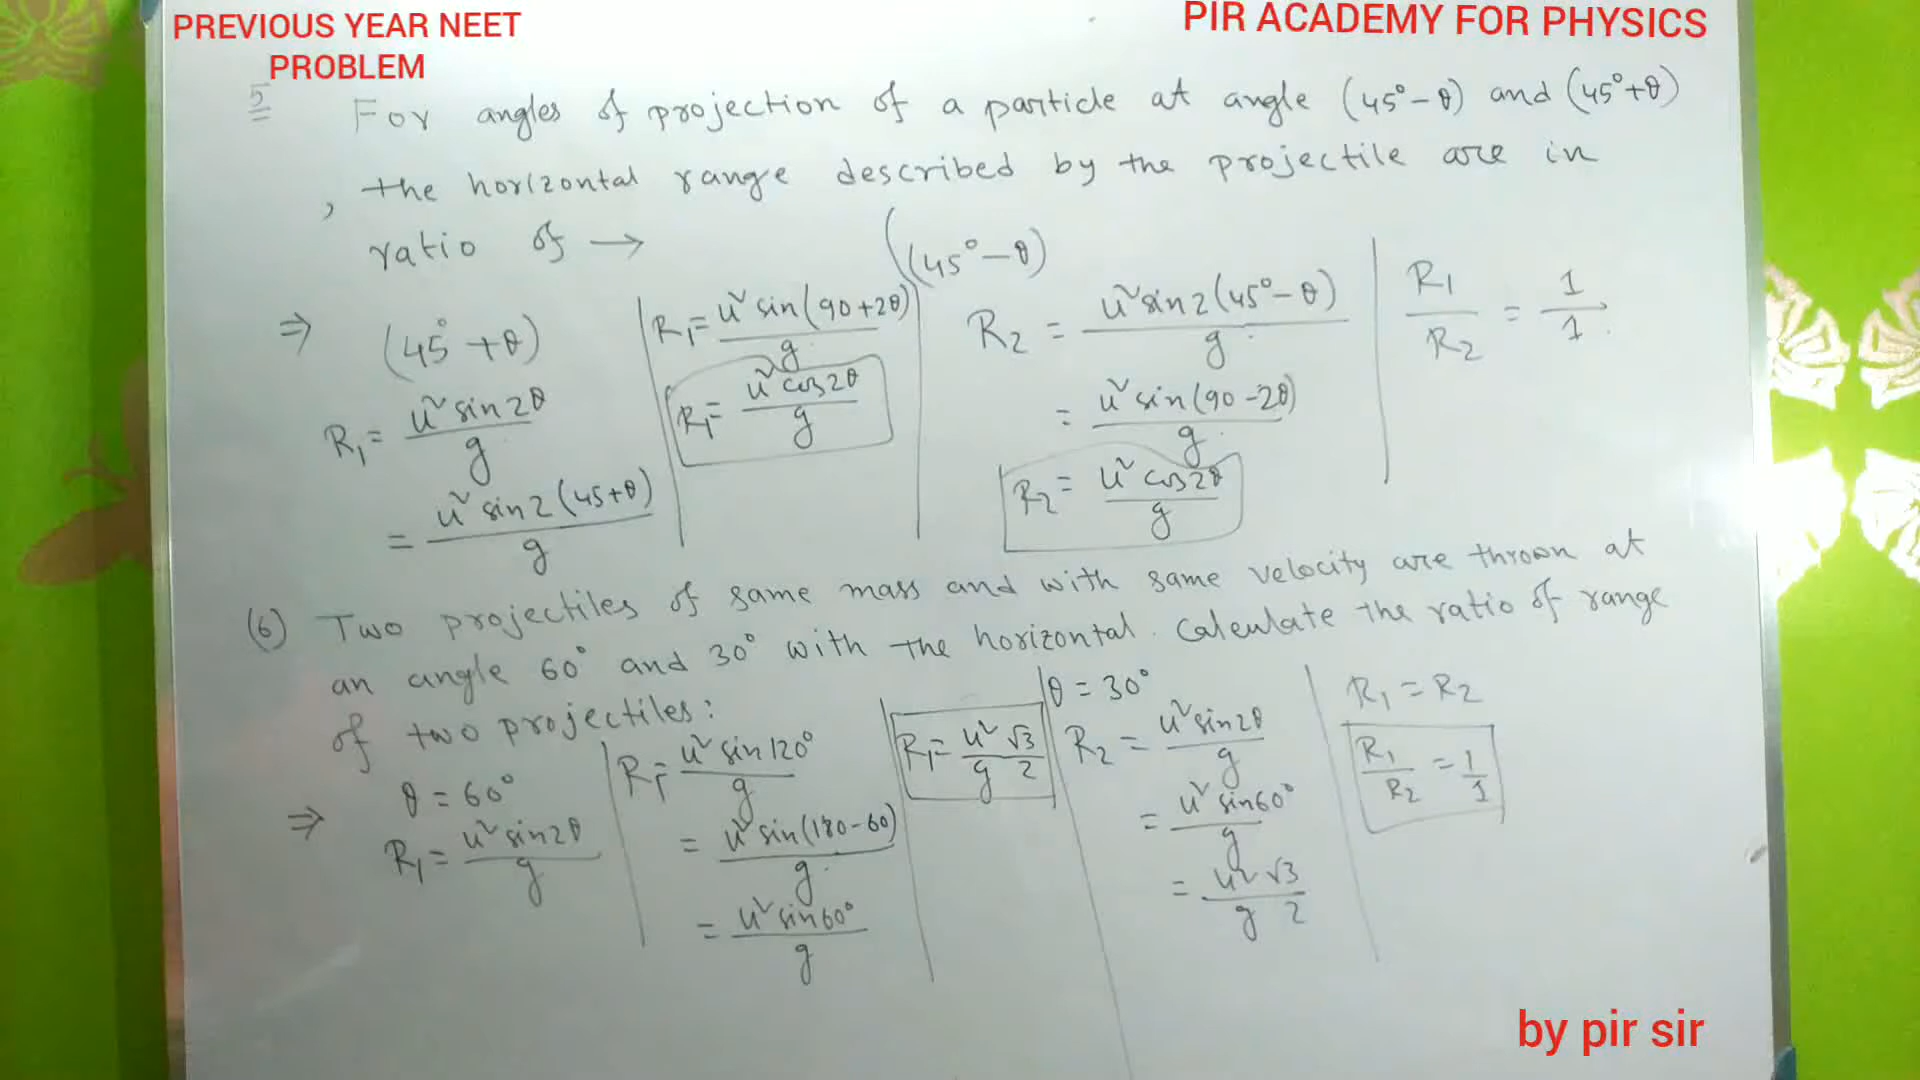 PREVIOUS YEAR NEET
PROBLEM
PIR ACADEMY FOR PHYSICS
5
For angles of projection of a particle at angle (45°-θ) and (45°+θ)
, the horizontal range described by the projectile are in
ratio of →
⇒ (45°+θ)
R₁ = u² sin2θ / g
= u² sin2(45+θ) / g
R₁ = u² sin(90+2θ) / g
R₁ = u² cos2θ / g
(45°-θ)
R₂ = u² sin2(45°-θ) / g
= u² sin(90-2θ) / g
R₂ = u² cos2θ / g
R₁ / R₂ = 1 / 1
(6) Two projectiles of same mass and with same velocity are thrown at
an angle 60° and 30° with the horizontal. Calculate the ratio of range
of two projectiles:
⇒ θ = 60°
R₁ = u² sin2θ / g
R₁ = u² sin120° / g
= u² sin(180-60) / g
= u² sin60° / g
R₁ = u² √3 / g 2
θ = 30°
R₂ = u² sin2θ / g
= u² sin60° / g
= u² √3 / g 2
R₁ = R₂
R₁ / R₂ = 1 / 1
by pir sir